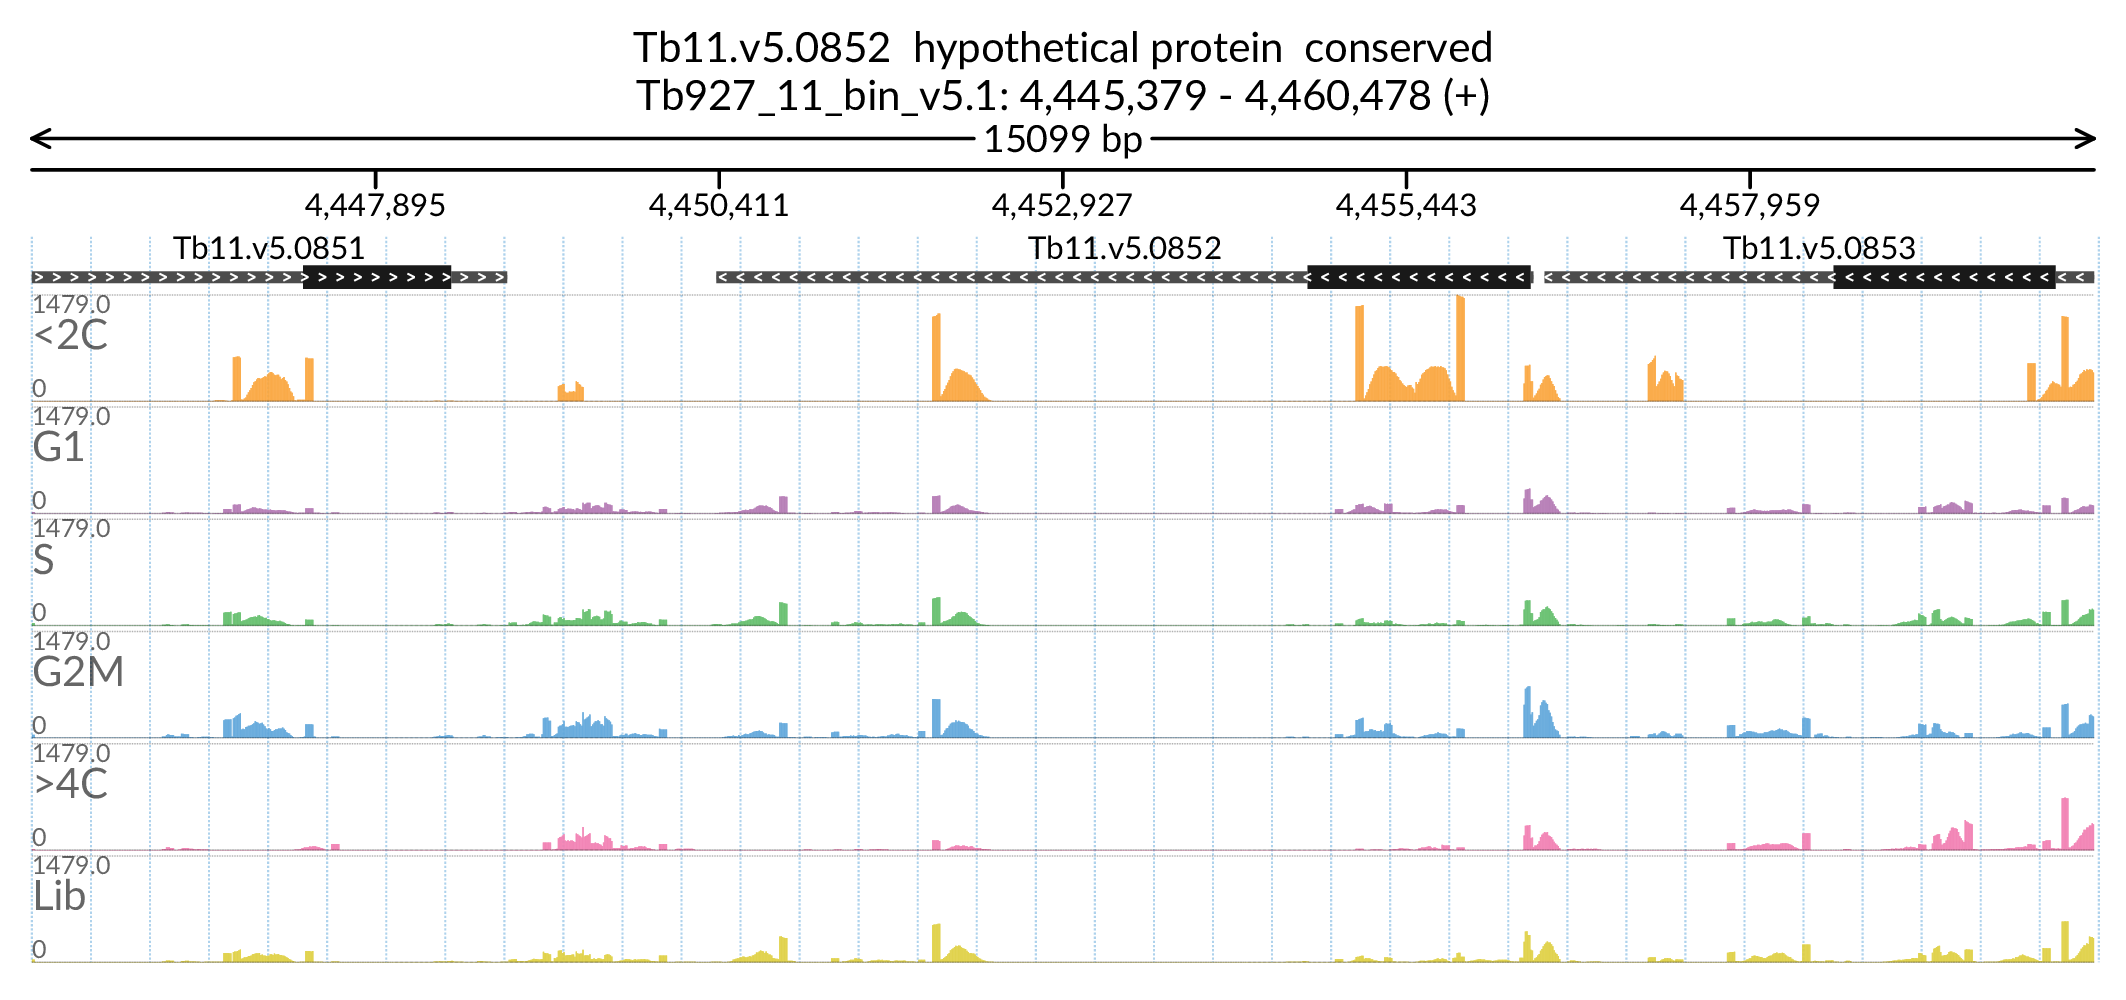 Tb11.v5.0852  hypothetical protein  conserved
Tb927_11_bin_v5.1: 4,445,379 - 4,460,478 (+)
15099 bp
4,447,895 4,450,411 4,452,927 4,455,443 4,457,959
Tb11.v5.0851 Tb11.v5.0852 Tb11.v5.0853
1479.0
<2C
0
1479.0
G1
0
1479.0
S
0
1479.0
G2M
0
1479.0
>4C
0
1479.0
Lib
0